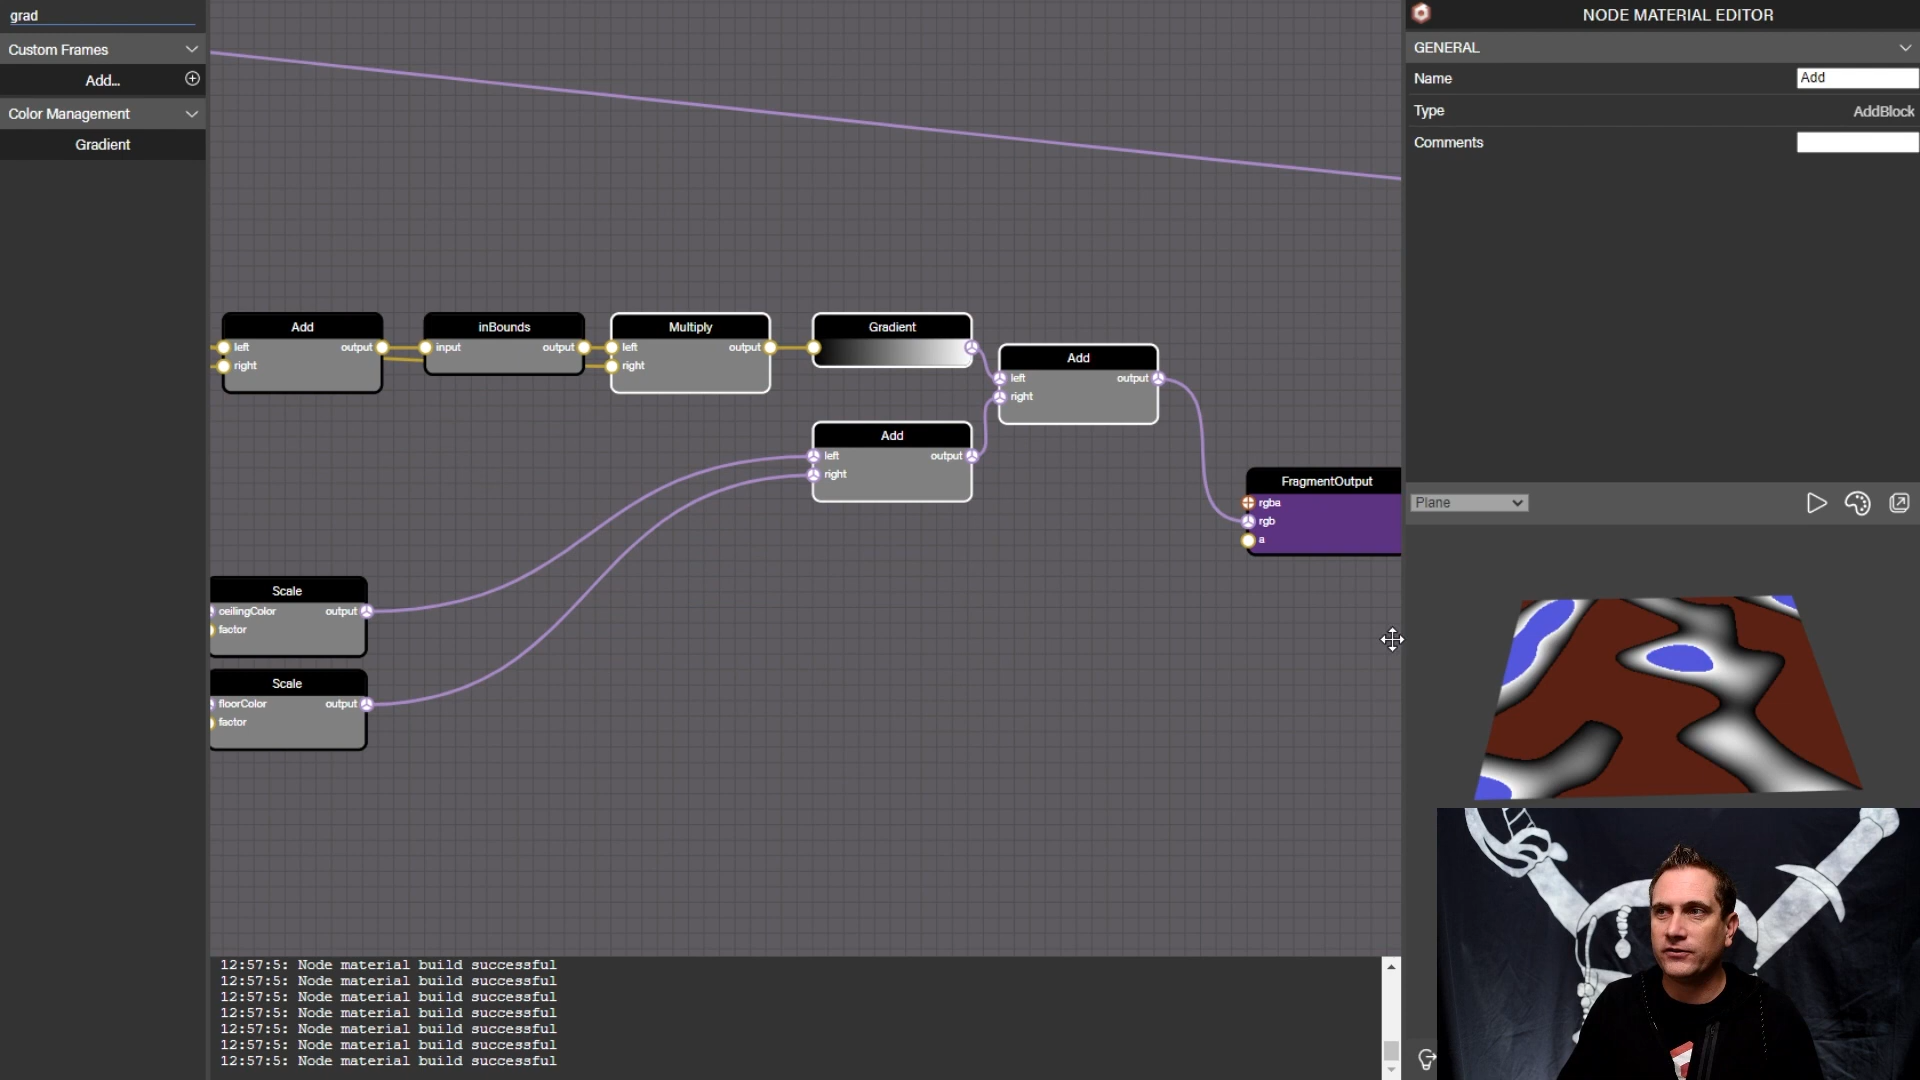 grad
Custom Frames
Add...
Color Management
Gradient
Add
left
output
right
inBounds
input
output
Multiply
left
output
right
Gradient
Add
left
output
right
Add
left
output
right
FragmentOutput
rgba
rgb
a
Scale
ceilingColor
output
factor
Scale
floorColor
output
factor
12:57:5: Node material build successful
12:57:5: Node material build successful
12:57:5: Node material build successful
12:57:5: Node material build successful
12:57:5: Node material build successful
12:57:5: Node material build successful
12:57:5: Node material build successful
NODE MATERIAL EDITOR
GENERAL
Name
Add
Type
AddBlock
Comments
Plane